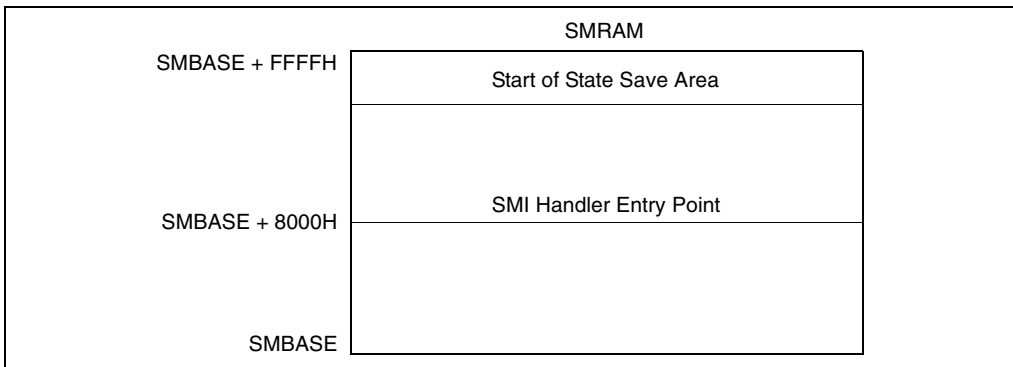 SMRAM
SMBASE + FFFFH
Start of State Save Area
SMI Handler Entry Point
SMBASE + 8000H
SMBASE